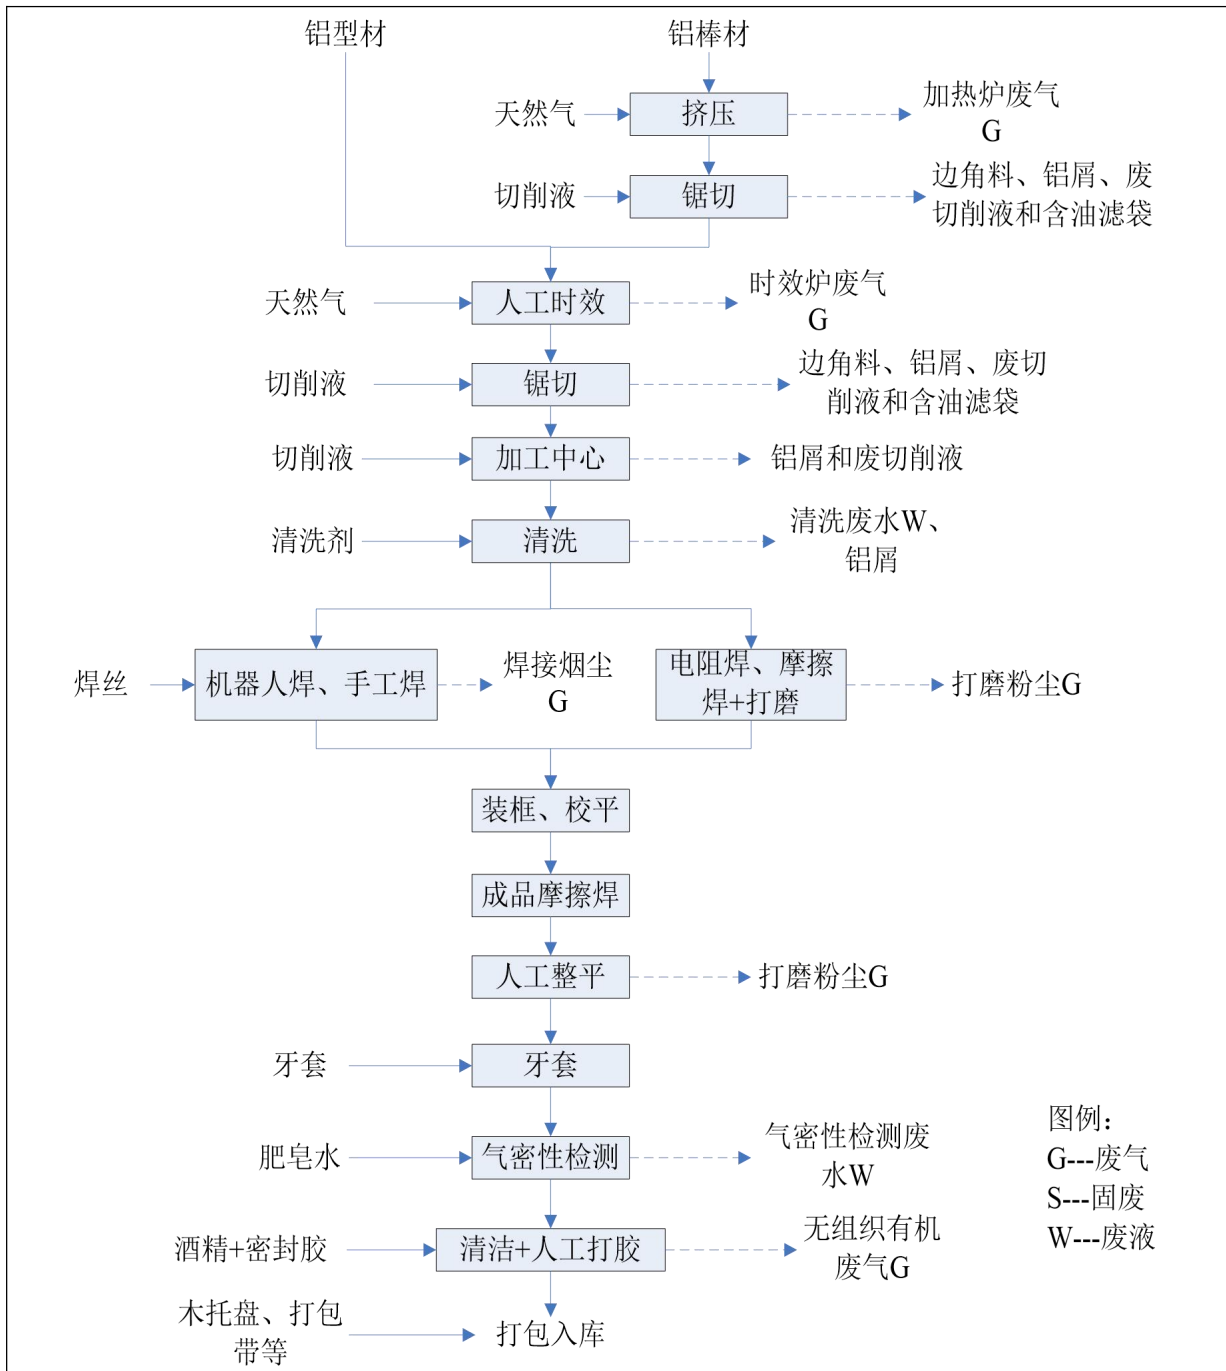 铝型材
铝棒材
天然气
挤压
加热炉废气
G
切削液
锯切
边角料、铝屑、废
切削液和含油滤袋
天然气
人工时效
时效炉废气
G
切削液
锯切
边角料、铝屑、废切
削液和含油滤袋
切削液
加工中心
铝屑和废切削液
清洗剂
清洗
清洗废水W、
铝屑
焊丝
机器人焊、手工焊
焊接烟尘
G
电阻焊、摩擦
焊+打磨
打磨粉尘G
装框、校平
成品摩擦焊
人工整平
打磨粉尘G
牙套
牙套
肥皂水
气密性检测
气密性检测废
水W
酒精+密封胶
清洁+人工打胶
无组织有机
废气G
木托盘、打包
带等
打包入库
图例：
G---废气
S---固废
W---废液